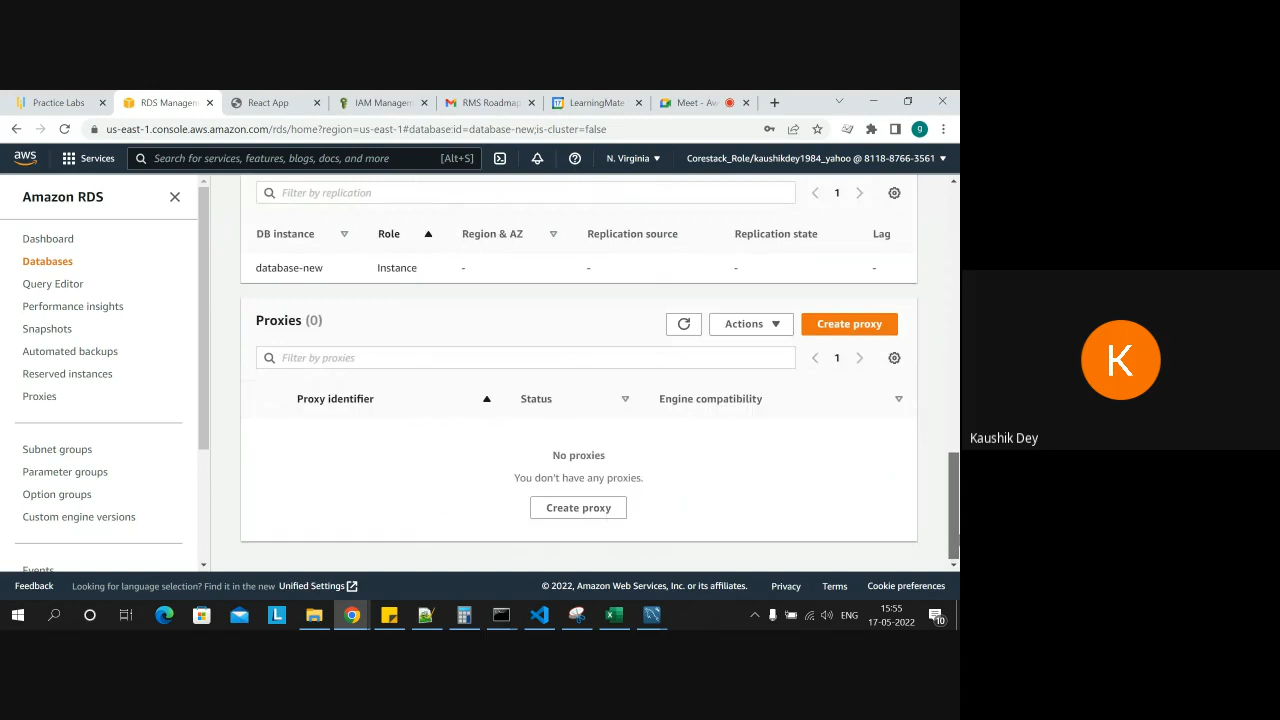 Practice Labs
RDS Managem
React App
IAM Managem
RMS Roadmap
LearningMate
Meet - Aw
us-east-1.console.aws.amazon.com/rds/home?region=us-east-1#database:id=database-new;is-cluster=false
g
aws
Services
Search for services, features, blogs, docs, and more
[Alt+S]
N. Virginia
Corestack_Role/kaushikdey1984_yahoo @ 8118-8766-3561
Amazon RDS
Dashboard
Databases
Query Editor
Performance insights
Snapshots
Automated backups
Reserved instances
Proxies
Subnet groups
Parameter groups
Option groups
Custom engine versions
Events
Filter by replication
1
DB instance
Role
Region & AZ
Replication source
Replication state
Lag
database-new
Instance
-
-
-
-
Proxies (0)
Actions
Create proxy
Filter by proxies
1
Proxy identifier
Status
Engine compatibility
No proxies
You don't have any proxies.
Create proxy
Feedback
Looking for language selection? Find it in the new Unified Settings
© 2022, Amazon Web Services, Inc. or its affiliates.
Privacy
Terms
Cookie preferences
L
ENG
15:55
17-05-2022
10
K
Kaushik Dey